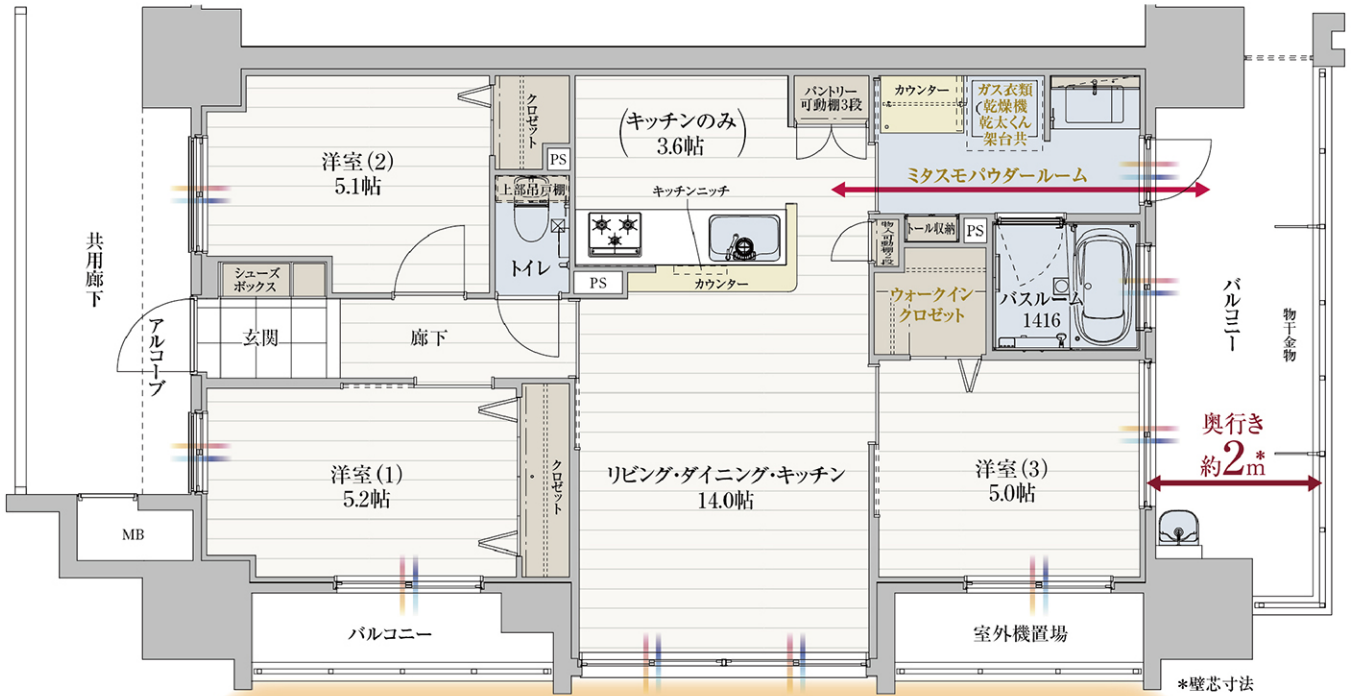 クロゼット
洋室(2)
5.1帖
PS
上部吊戸棚
トイレ
(キッチンのみ)
3.6帖
パントリー
可動棚3段
キッチンニッチ
カウンター
PS
カウンター
ガス衣類
乾燥機
乾太くん
架台共
ミタスモパウダールーム
物入可動棚2段
トール収納
PS
ウォークイン
クロゼット
バスルーム
1416
共用廊下
アルコーブ
シューズ
ボックス
玄関
廊下
洋室(1)
5.2帖
クロゼット
リビング・ダイニング・キッチン
14.0帖
洋室(3)
5.0帖
バルコニー
物干金物
奥行き
約2m*
MB
バルコニー
室外機置場
*壁芯寸法